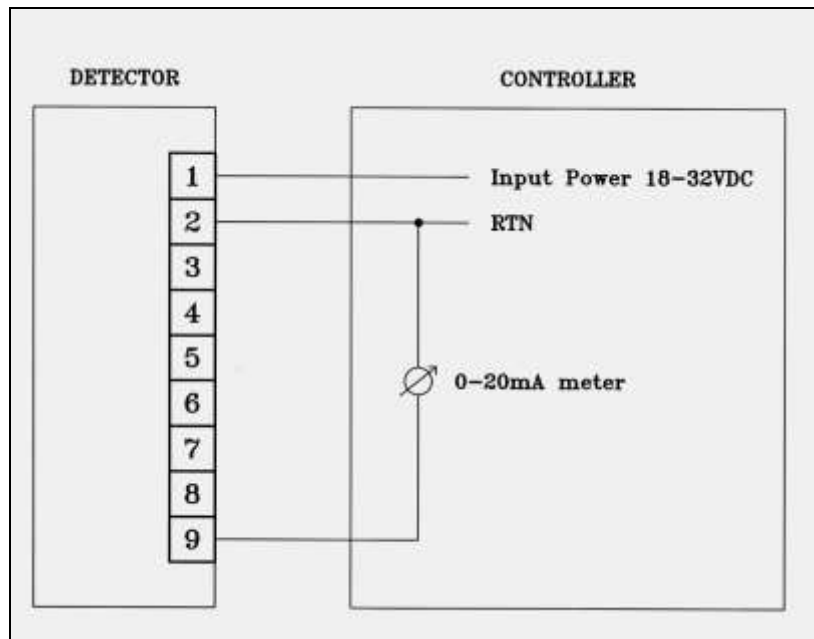 DETECTOR
CONTROLLER
1
Input Power 18-32VDC
2
RTN
3
4
5
0-20mA meter
6
7
8
9